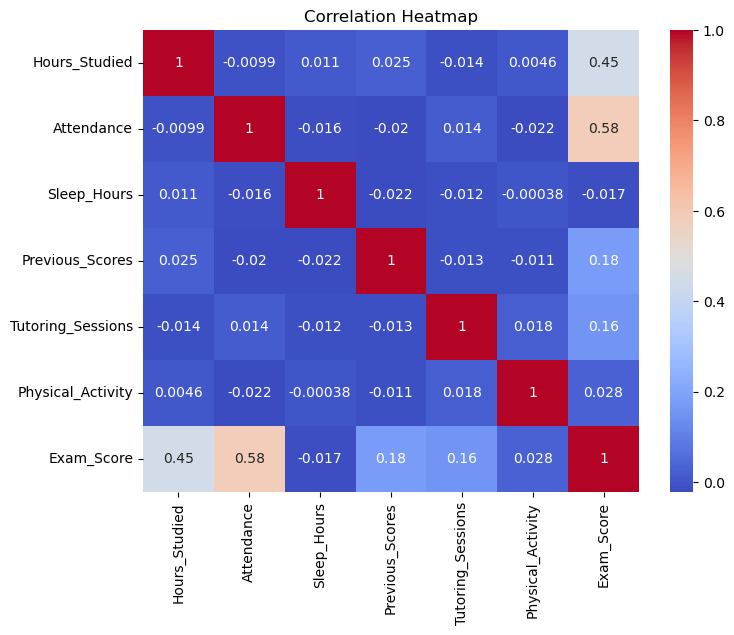 Correlation Heatmap
Hours_Studied 1 -0.0099 0.011 0.025 -0.014 0.0046 0.45
Attendance -0.0099 1 -0.016 -0.02 0.014 -0.022 0.58
Sleep_Hours 0.011 -0.016 1 -0.022 -0.012 -0.00038 -0.017
Previous_Scores 0.025 -0.02 -0.022 1 -0.013 -0.011 0.18
Tutoring_Sessions -0.014 0.014 -0.012 -0.013 1 0.018 0.16
Physical_Activity 0.0046 -0.022 -0.00038 -0.011 0.018 1 0.028
Exam_Score 0.45 0.58 -0.017 0.18 0.16 0.028 1
Hours_Studied
Attendance
Sleep_Hours
Previous_Scores
Tutoring_Sessions
Physical_Activity
Exam_Score
1.0
0.8
0.6
0.4
0.2
0.0